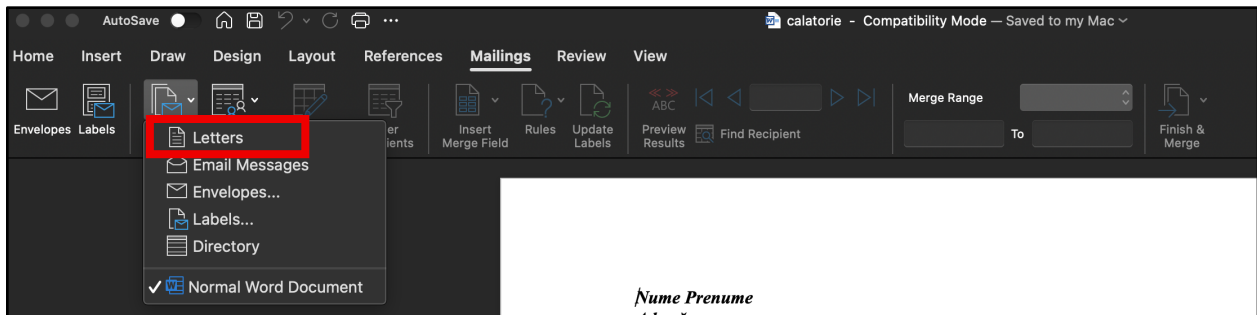 AutoSave
calatorie - Compatibility Mode — Saved to my Mac
Home Insert Draw Design Layout References Mailings Review View
ABC
Merge Range
Envelopes Labels
Insert Merge Field
Rules
Update Labels
Preview Results
Find Recipient
To
Finish & Merge
Letters
Email Messages
Envelopes...
Labels...
Directory
Normal Word Document
Nume Prenume